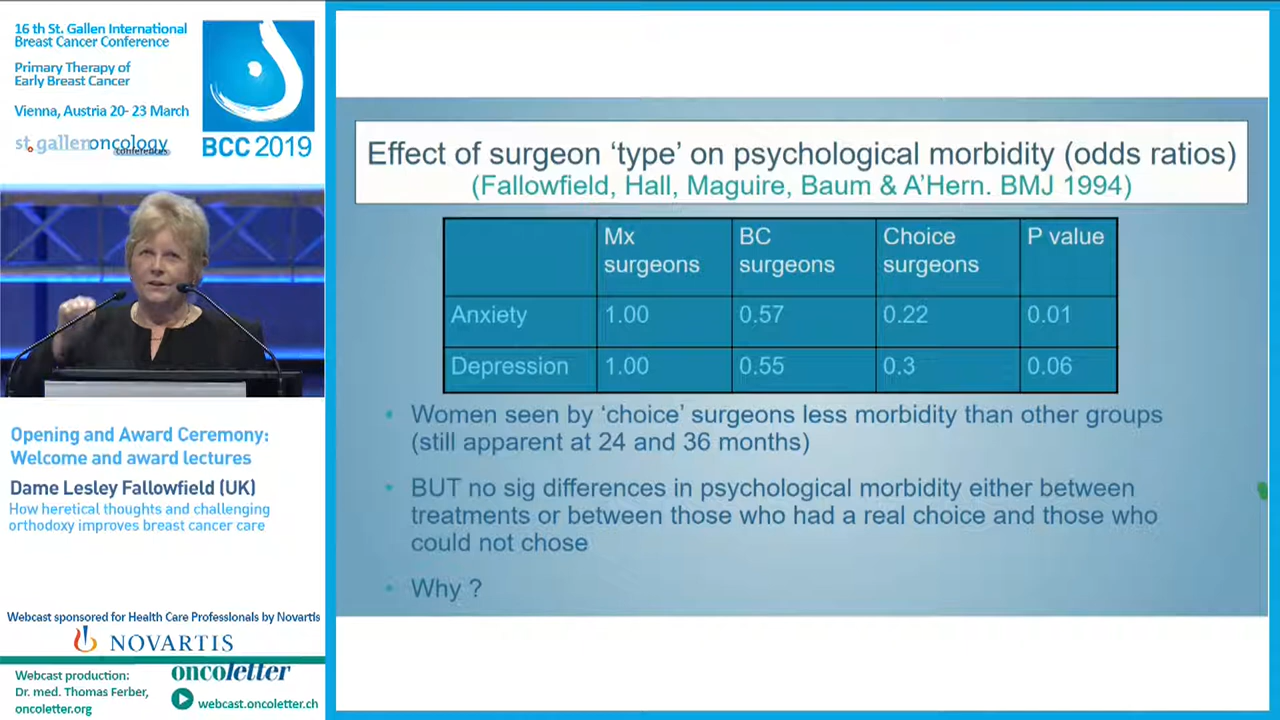 16 th St. Gallen International
Breast Cancer Conference
Primary Therapy of
Early Breast Cancer
Vienna, Austria 20- 23 March
st.gallenoncology
conferences
BCC 2019
Opening and Award Ceremony:
Welcome and award lectures
Dame Lesley Fallowfield (UK)
How heretical thoughts and challenging
orthodoxy improves breast cancer care
Webcast sponsored for Health Care Professionals by Novartis
NOVARTIS
Webcast production:
Dr. med. Thomas Ferber,
oncoletter.org
oncoletter
webcast.oncoletter.ch
Effect of surgeon ‘type’ on psychological morbidity (odds ratios)
(Fallowfield, Hall, Maguire, Baum & A’Hern. BMJ 1994)
Mx surgeons BC surgeons Choice surgeons P value
Anxiety 1.00 0.57 0.22 0.01
Depression 1.00 0.55 0.3 0.06
• Women seen by ‘choice’ surgeons less morbidity than other groups
(still apparent at 24 and 36 months)
• BUT no sig differences in psychological morbidity either between
treatments or between those who had a real choice and those who
could not chose
• Why ?